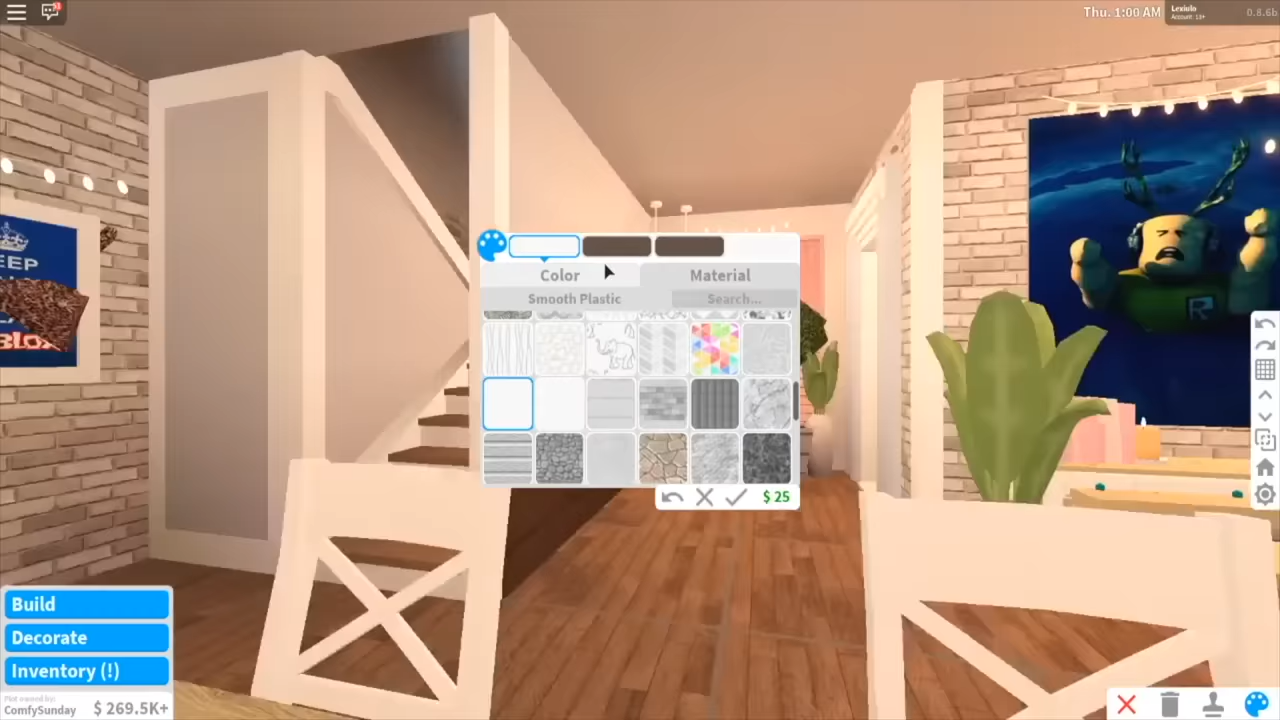 Thu. 1:00 AM
Lexiulo
Account: 13+
0.8.6b
KEEP
BLOX
R
Color
Material
Smooth Plastic
Search...
$ 25
Build
Decorate
Inventory (!)
Plot owned by:
ComfySunday
$ 269.5K+